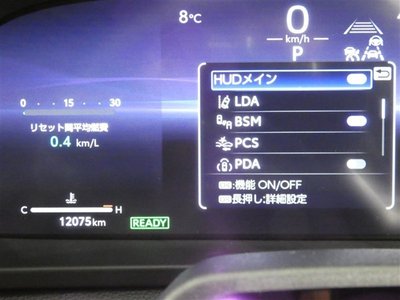 8℃
0
km/h
P
HUDメイン
LDA
BSM
PCS
PDA
:機能 ON/OFF
長押し:詳細設定
0 15 30
リセット間平均燃費
0.4 km/L
C H
12075km
READY